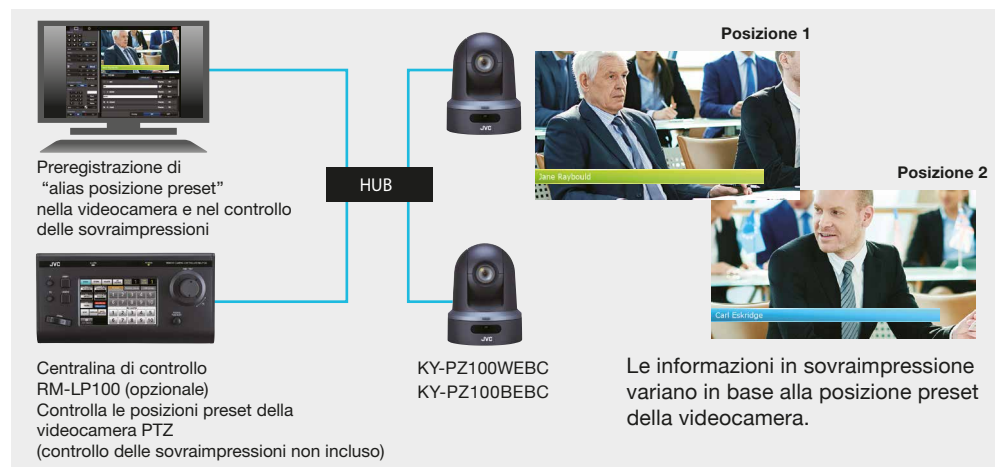 Posizione 1
Jane Raybould
Posizione 2
Carl Eskridge
Preregistrazione di
“alias posizione preset”
nella videocamera e nel controllo
delle sovraimpressioni
HUB
JVC
JVC
JVC
Centralina di controllo
RM-LP100 (opzionale)
Controlla le posizioni preset della
videocamera PTZ
(controllo delle sovraimpressioni non incluso)
KY-PZ100WEBC
KY-PZ100BEBC
Le informazioni in sovraimpressione
variano in base alla posizione preset
della videocamera.